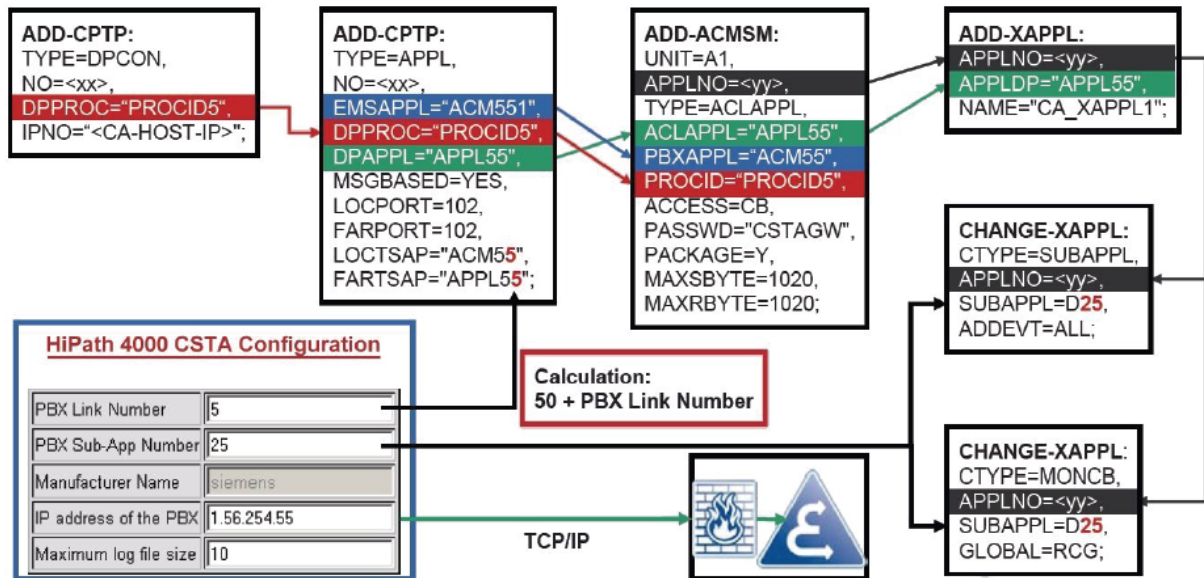 ADD-CPTP:
TYPE=DPCON,
NO=<xx>,
DPPROC=“PROCID5“,
IPNO=“<CA-HOST-IP>";
ADD-CPTP:
TYPE=APPL,
NO=<xx>,
EMSAPPL=“ACM551”,
DPPROC=“PROCID5“,
DPAPPL="APPL55",
MSGBASED=YES,
LOCPORT=102,
FARPORT=102,
LOCTSAP="ACM55",
FARTSAP="APPL55";
ADD-ACMSM:
UNIT=A1,
APPLNO=<yy>,
TYPE=ACLAPPL,
ACLAPPL="APPL55",
PBXAPPL="ACM55",
PROCID=“PROCID5“,
ACCESS=CB,
PASSWD="CSTAGW",
PACKAGE=Y,
MAXSBYTE=1020,
MAXRBYTE=1020;
ADD-XAPPL:
APPLNO=<yy>,
APPLDP="APPL55",
NAME="CA_XAPPL1";
CHANGE-XAPPL:
CTYPE=SUBAPPL,
APPLNO=<yy>,
SUBAPPL=D25,
ADDEVT=ALL;
CHANGE-XAPPL:
CTYPE=MONCB,
APPLNO=<yy>,
SUBAPPL=D25,
GLOBAL=RCG;
HiPath 4000 CSTA Configuration
PBX Link Number 5
PBX Sub-App Number 25
Manufacturer Name siemens
IP address of the PBX 1.56.254.55
Maximum log file size 10
Calculation:
50 + PBX Link Number
TCP/IP